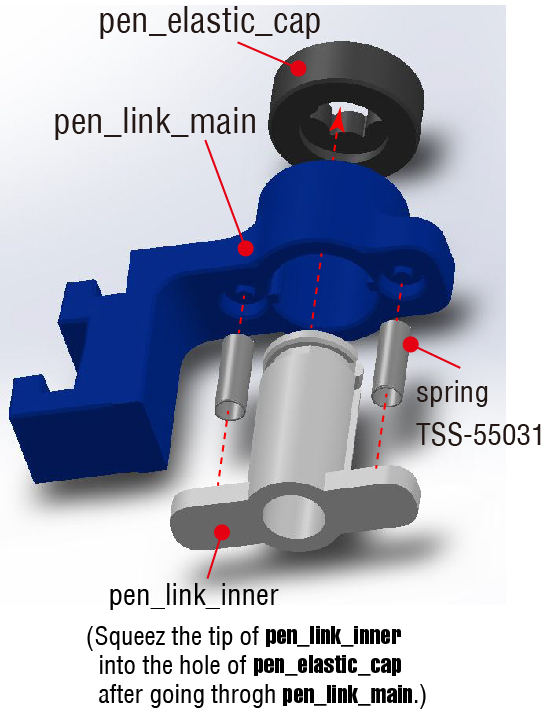 pen_elastic_cap
pen_link_main
spring
TSS-55031
pen_link_inner
(Squeez the tip of pen_link_inner
into the hole of pen_elastic_cap
after going throgh pen_link_main.)